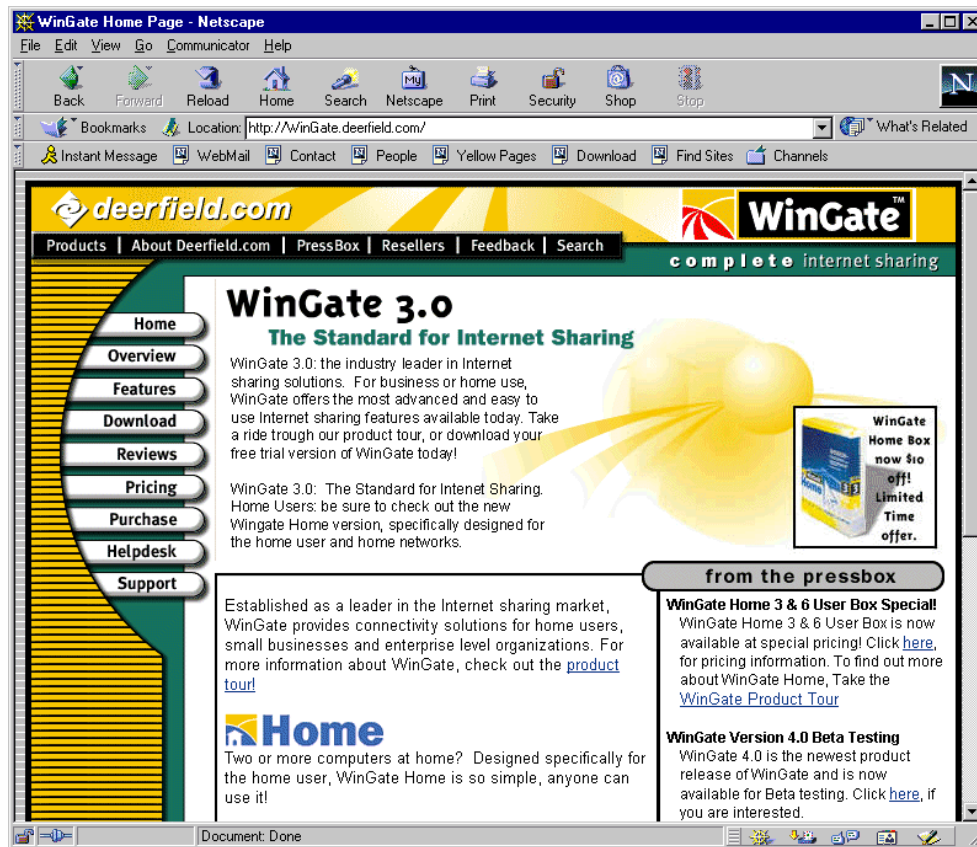 WinGate Home Page - Netscape
File Edit View Go Communicator Help
Back Forward Reload Home Search Netscape Print Security Shop Stop
My
N
Bookmarks Location: http://WinGate.deerfield.com/ What's Related
Instant Message WebMail Contact People Yellow Pages Download Find Sites Channels
deerfield.com
WinGate™
Products | About Deerfield.com | PressBox | Resellers | Feedback | Search
complete internet sharing
Home
Overview
Features
Download
Reviews
Pricing
Purchase
Helpdesk
Support
WinGate 3.0
The Standard for Internet Sharing
WinGate 3.0: the industry leader in Internet
sharing solutions. For business or home use,
WinGate offers the most advanced and easy to
use Internet sharing features available today. Take
a ride trough our product tour, or download your
free trial version of WinGate today!
WinGate 3.0: The Standard for Intenet Sharing.
Home Users: be sure to check out the new
Wingate Home version, specifically designed for
the home user and home networks.
WinGate
Home Box
now $10
off!
Limited
Time
offer.
Home
Established as a leader in the Internet sharing market,
WinGate provides connectivity solutions for home users,
small businesses and enterprise level organizations. For
more information about WinGate, check out the product
tour!
Home
Two or more computers at home? Designed specifically for
the home user, WinGate Home is so simple, anyone can
use it!
from the pressbox
WinGate Home 3 & 6 User Box Special!
WinGate Home 3 & 6 User Box is now
available at special pricing! Click here,
for pricing information. To find out more
about WinGate Home, Take the
WinGate Product Tour
WinGate Version 4.0 Beta Testing
WinGate 4.0 is the newest product
release of WinGate and is now
available for Beta testing. Click here, if
you are interested.
Document: Done